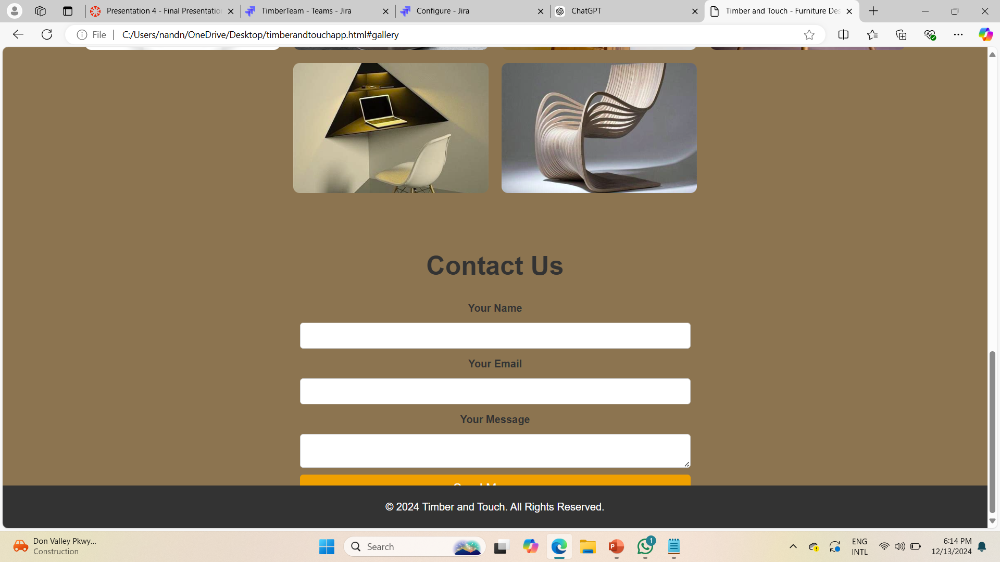 Presentation 4 - Final Presentatio
TimberTeam - Teams - Jira
Configure - Jira
ChatGPT
Timber and Touch - Furniture Des
File
C:/Users/nandn/OneDrive/Desktop/timberandtouchapp.html#gallery
Contact Us
Your Name
Your Email
Your Message
© 2024 Timber and Touch. All Rights Reserved.
Don Valley Pkwy...
Construction
Search
P
1
ENG
INTL
6:14 PM
12/13/2024